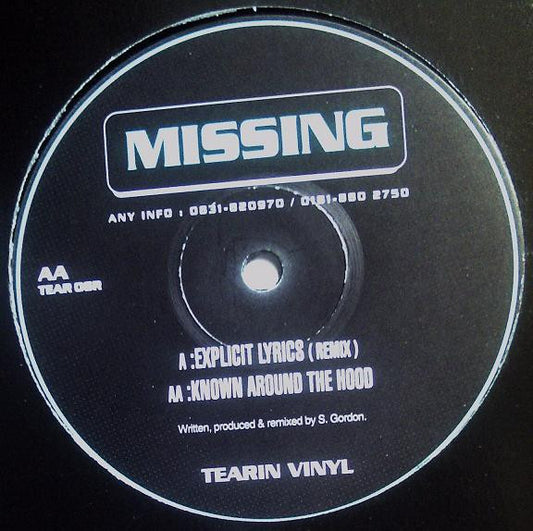 MISSING
ANY INFO : 0831-820970 / 0181-880 2750
AA
TEAR 06R
A :EXPLICIT LYRICS ( REMIX )
AA :KNOWN AROUND THE HOOD
Written, produced & remixed by S. Gordon.
TEARIN VINYL